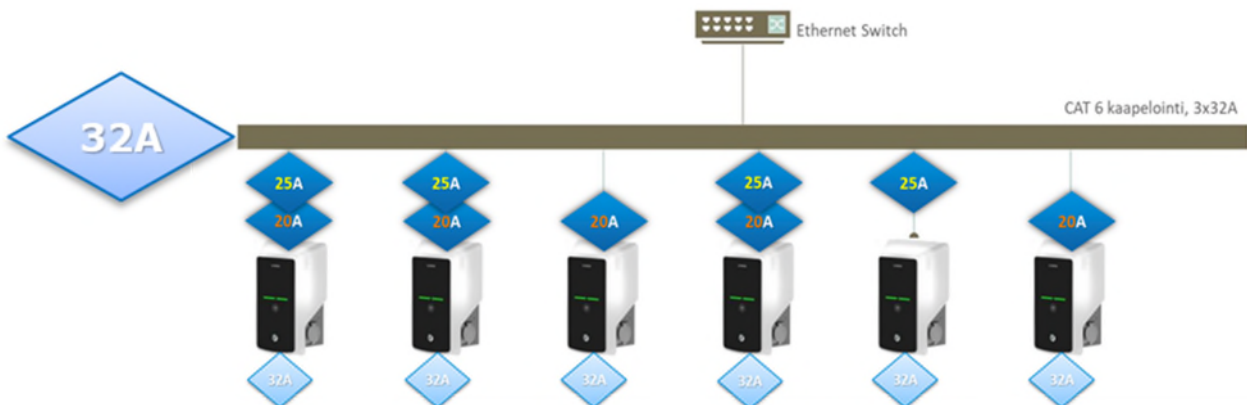 Ethernet Switch
CAT 6 kaapelointi, 3x32A
32A
25A 25A 25A 25A
20A 20A 20A 20A 20A
32A 32A 32A 32A 32A 32A